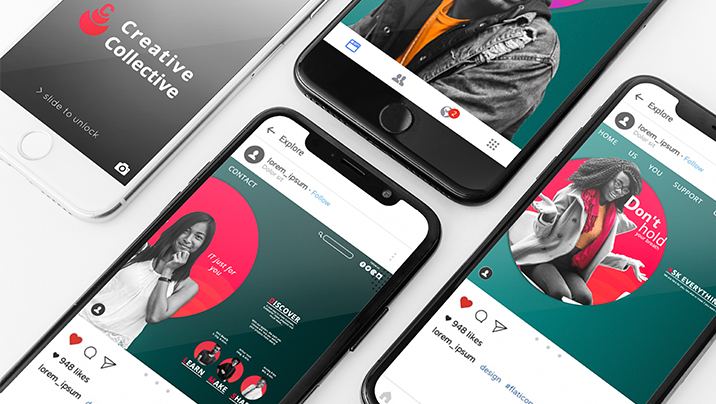 C
Creative
Collective
> slide to unlock
2
Explore
lorem_ipsum • Follow
Dolor sit
CONTACT
IT just for
you
DISCOVER
LEARN
MAKE
948 likes
lorem_ipsum
Explore
lorem_ipsum • Follow
Dolor sit
HOME
US
YOU
SUPPORT
Don't
hold
your breath
ASK EVERYTHIN
948 likes
lorem_ipsum
design #flaticon